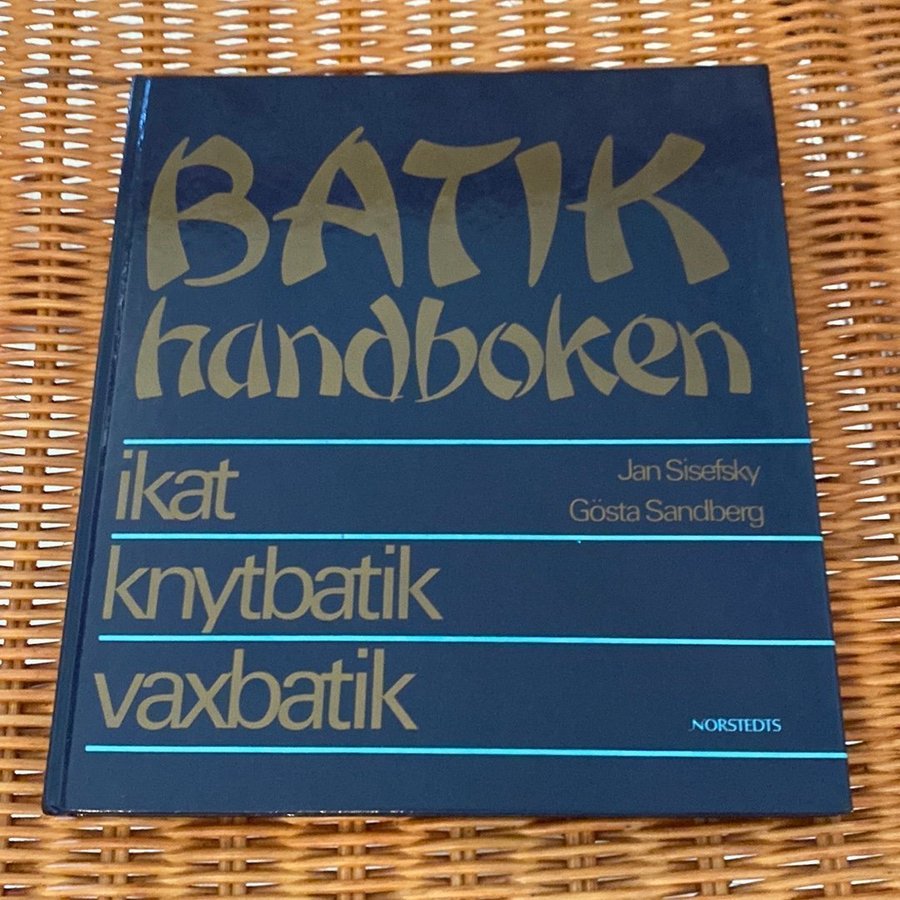 BATIK
handboken
ikat
Jan Sisefsky
Gösta Sandberg
knytbatik
vaxbatik
NORSTEDTS